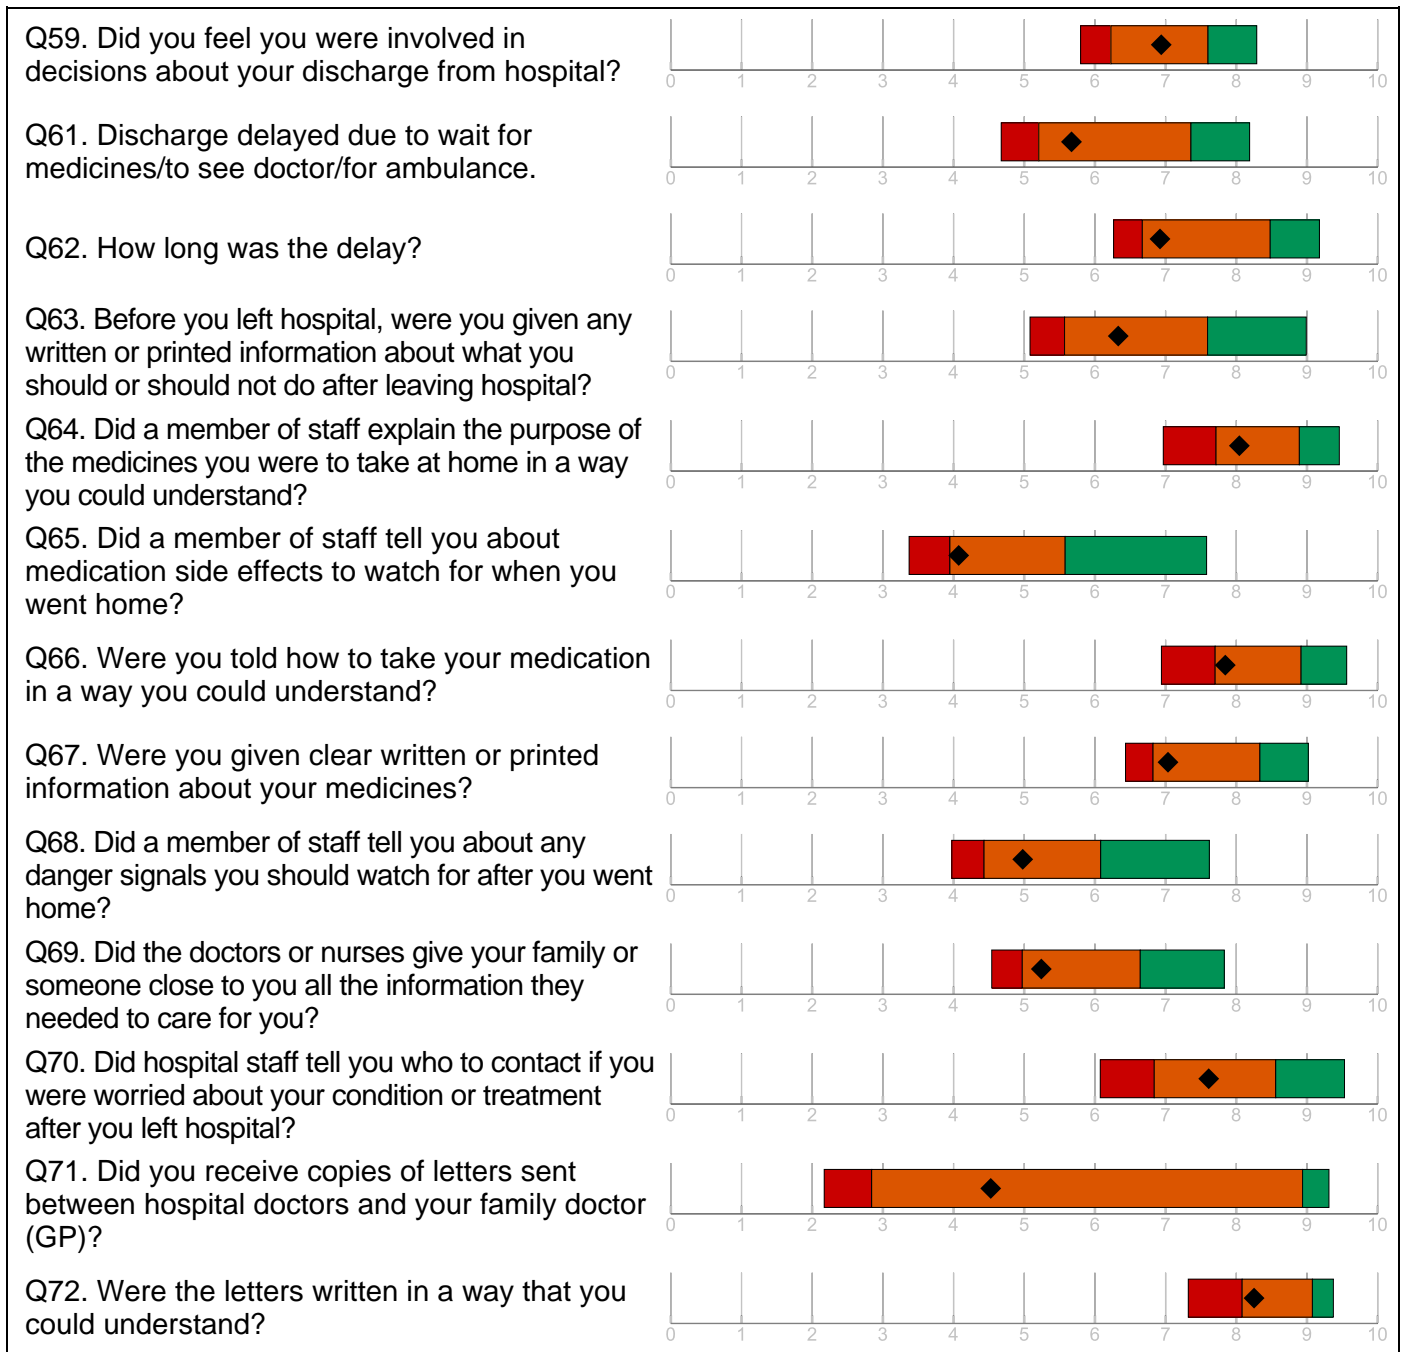 Q59. Did you feel you were involved in
decisions about your discharge from hospital?
0 1 2 3 4 5 6 7 8 9 10
Q61. Discharge delayed due to wait for
medicines/to see doctor/for ambulance.
0 1 2 3 4 5 6 7 8 9 10
Q62. How long was the delay?
0 1 2 3 4 5 6 7 8 9 10
Q63. Before you left hospital, were you given any
written or printed information about what you
should or should not do after leaving hospital?
0 1 2 3 4 5 6 7 8 9 10
Q64. Did a member of staff explain the purpose of
the medicines you were to take at home in a way
you could understand?
0 1 2 3 4 5 6 7 8 9 10
Q65. Did a member of staff tell you about
medication side effects to watch for when you
went home?
0 1 2 3 4 5 6 7 8 9 10
Q66. Were you told how to take your medication
in a way you could understand?
0 1 2 3 4 5 6 7 8 9 10
Q67. Were you given clear written or printed
information about your medicines?
0 1 2 3 4 5 6 7 8 9 10
Q68. Did a member of staff tell you about any
danger signals you should watch for after you went
home?
0 1 2 3 4 5 6 7 8 9 10
Q69. Did the doctors or nurses give your family or
someone close to you all the information they
needed to care for you?
0 1 2 3 4 5 6 7 8 9 10
Q70. Did hospital staff tell you who to contact if you
were worried about your condition or treatment
after you left hospital?
0 1 2 3 4 5 6 7 8 9 10
Q71. Did you receive copies of letters sent
between hospital doctors and your family doctor
(GP)?
0 1 2 3 4 5 6 7 8 9 10
Q72. Were the letters written in a way that you
could understand?
0 1 2 3 4 5 6 7 8 9 10